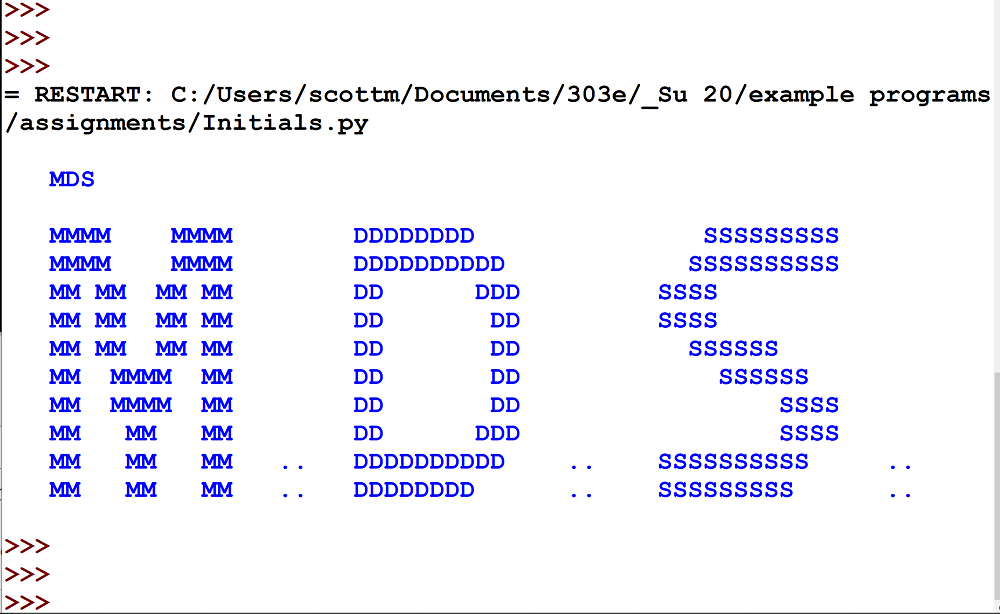 >>>
>>>
>>>
= RESTART: C:/Users/scottm/Documents/303e/_Su 20/example programs
/assignments/Initials.py
   MDS
   MMMM    MMMM        DDDDDDDD               SSSSSSSSS
   MMMM    MMMM        DDDDDDDDDD            SSSSSSSSSS
   MM MM  MM MM        DD      DDD         SSSS
   MM MM  MM MM        DD       DD         SSSS
   MM MM  MM MM        DD       DD           SSSSSS
   MM  MMMM  MM        DD       DD             SSSSSS
   MM  MMMM  MM        DD       DD                 SSSS
   MM   MM   MM        DD      DDD                 SSSS
   MM   MM   MM   ..   DDDDDDDDDD    ..    SSSSSSSSSS     ..
   MM   MM   MM   ..   DDDDDDDD      ..    SSSSSSSSS      ..
>>>
>>>
>>>